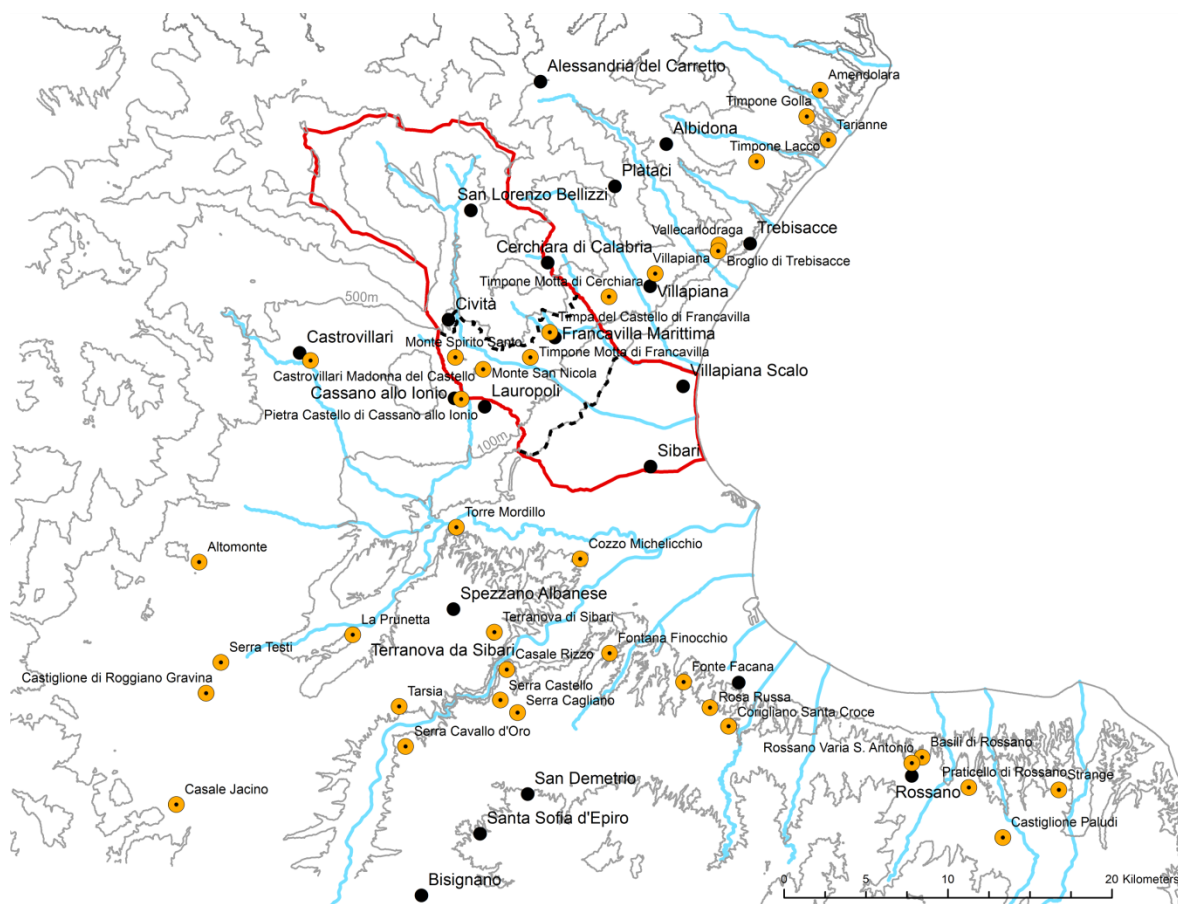 Alessandria del Carretto
Amendolara
Timpone Golla
Tarianne
Albidona
Timpone Lacco
Plataci
San Lorenzo Bellizzi
Vallecarlodraga
Trebisacce
Cerchiara di Calabria
Villapiana
Broglio di Trebisacce
Timpone Motta di Cerchiara
Villapiana
500m
Civita
Timpa del Castello di Francavilla
Castrovillari
Monte Spirito Santo
Francavilla Marittima
Timpone Motta di Francavilla
Castrovillari Madonna del Castello
Monte San Nicola
Villapiana Scalo
Cassano allo Ionio
Lauropoli
Pietra Castello di Cassano allo Ionio
100m
Sibari
Torre Mordillo
Altomonte
Cozzo Michelicchio
Spezzano Albanese
La Prunetta
Terranova di Sibari
Serra Testi
Terranova da Sibari
Casale Rizzo
Fontana Finocchio
Castiglione di Roggiano Gravina
Fonte Facana
Tarsia
Serra Castello
Serra Cagliano
Rosa Russa
Corigliano Santa Croce
Serra Cavallo d'Oro
Rossano Varia S. Antonio
Basili di Rossano
Casale Jacino
San Demetrio
Praticello di Rossano
Strange
Rossano
Santa Sofia d'Epiro
Castiglione Paludi
Bisignano
0 5 10 20 Kilometers